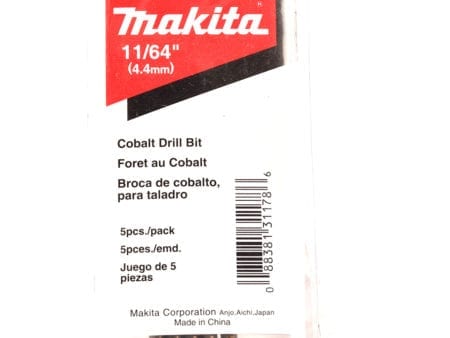 makita®
11/64"
(4.4mm)
Cobalt Drill Bit
Foret au Cobalt
Broca de cobalto,
para taladro
5pcs./pack
5pces./emd.
Juego de 5
piezas
0 88381 31178 6
Makita Corporation Anjo,Aichi,Japan
Made in China